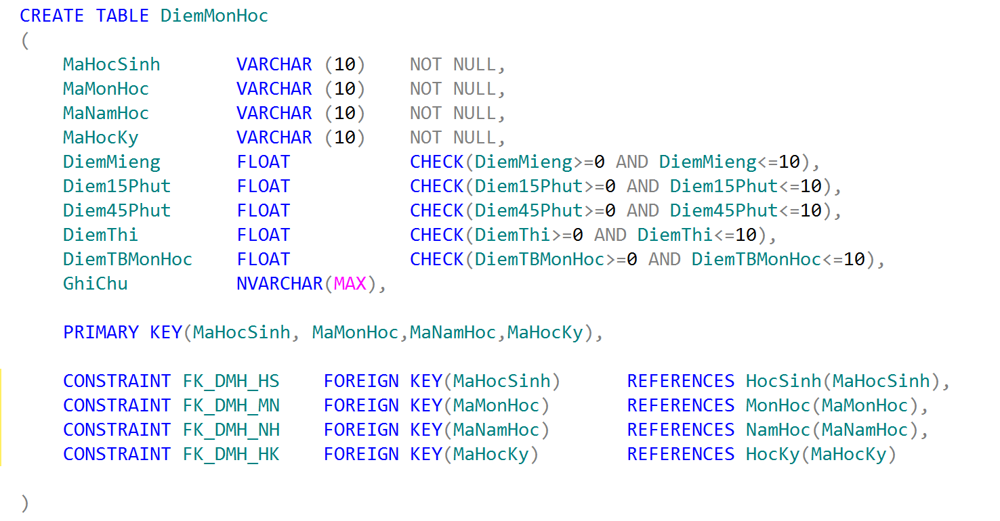 CREATE TABLE DiemMonHoc
(
MaHocSinh VARCHAR (10) NOT NULL,
MaMonHoc VARCHAR (10) NOT NULL,
MaNamHoc VARCHAR (10) NOT NULL,
MaHocKy VARCHAR (10) NOT NULL,
DiemMieng FLOAT CHECK(DiemMieng>=0 AND DiemMieng<=10),
Diem15Phut FLOAT CHECK(Diem15Phut>=0 AND Diem15Phut<=10),
Diem45Phut FLOAT CHECK(Diem45Phut>=0 AND Diem45Phut<=10),
DiemThi FLOAT CHECK(DiemThi>=0 AND DiemThi<=10),
DiemTBMonHoc FLOAT CHECK(DiemTBMonHoc>=0 AND DiemTBMonHoc<=10),
GhiChu NVARCHAR(MAX),
PRIMARY KEY(MaHocSinh, MaMonHoc,MaNamHoc,MaHocKy),
CONSTRAINT FK_DMH_HS FOREIGN KEY(MaHocSinh) REFERENCES HocSinh(MaHocSinh),
CONSTRAINT FK_DMH_MN FOREIGN KEY(MaMonHoc) REFERENCES MonHoc(MaMonHoc),
CONSTRAINT FK_DMH_NH FOREIGN KEY(MaNamHoc) REFERENCES NamHoc(MaNamHoc),
CONSTRAINT FK_DMH_HK FOREIGN KEY(MaHocKy) REFERENCES HocKy(MaHocKy)
)